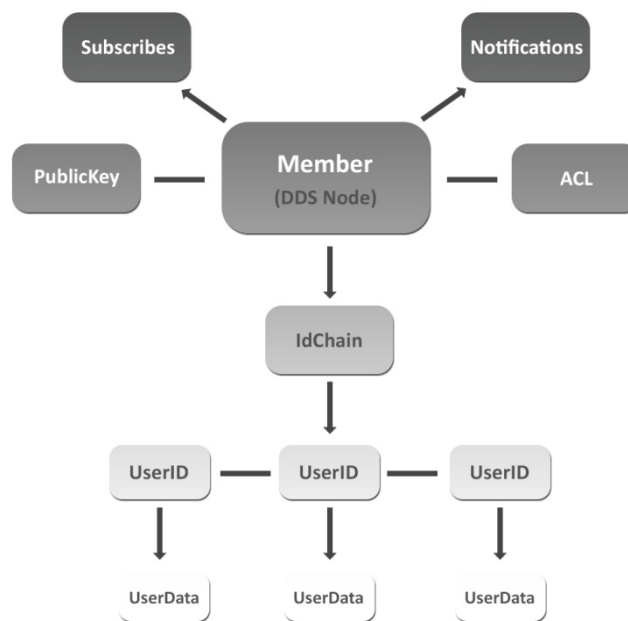 Subscribes
Notifications
PublicKey
Member
(DDS Node)
ACL
IdChain
UserID
UserID
UserID
UserData
UserData
UserData